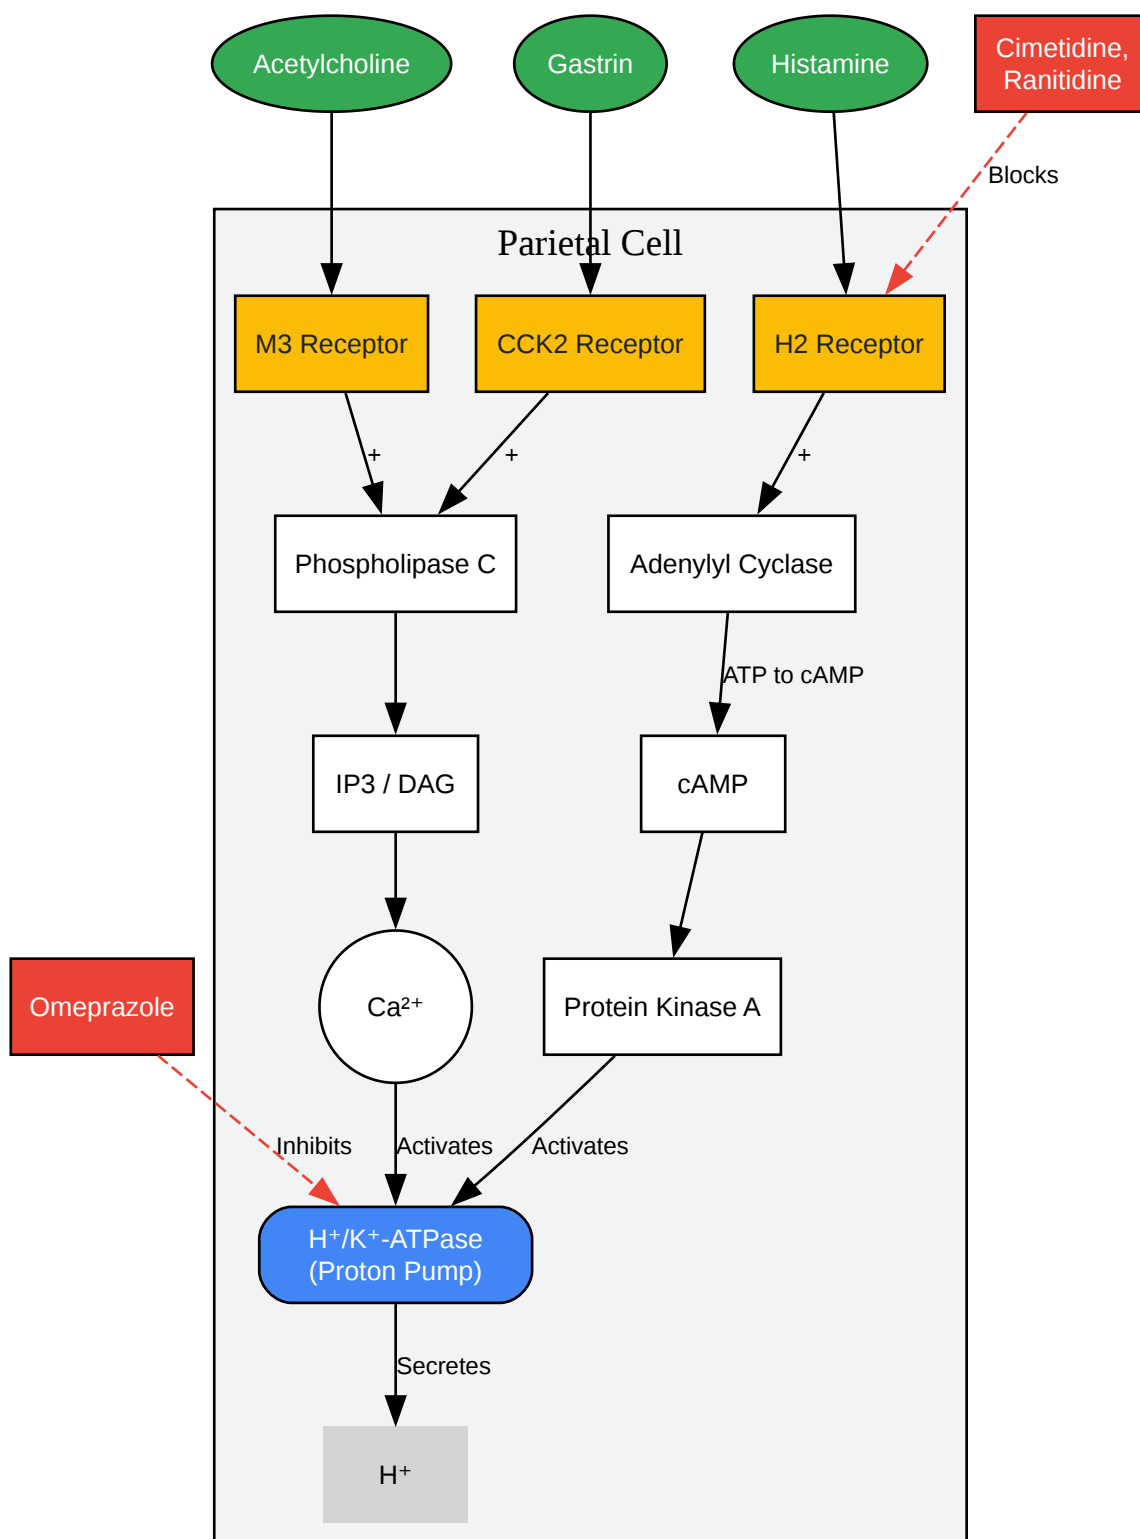 Acetylcholine
Gastrin
Histamine
Cimetidine,
Ranitidine
Blocks
Parietal Cell
M3 Receptor
CCK2 Receptor
H2 Receptor
+
+
+
Phospholipase C
Adenylyl Cyclase
ATP to cAMP
IP3 / DAG
cAMP
Omeprazole
Ca²⁺
Protein Kinase A
Inhibits
Activates
Activates
H⁺/K⁺-ATPase
(Proton Pump)
Secretes
H⁺